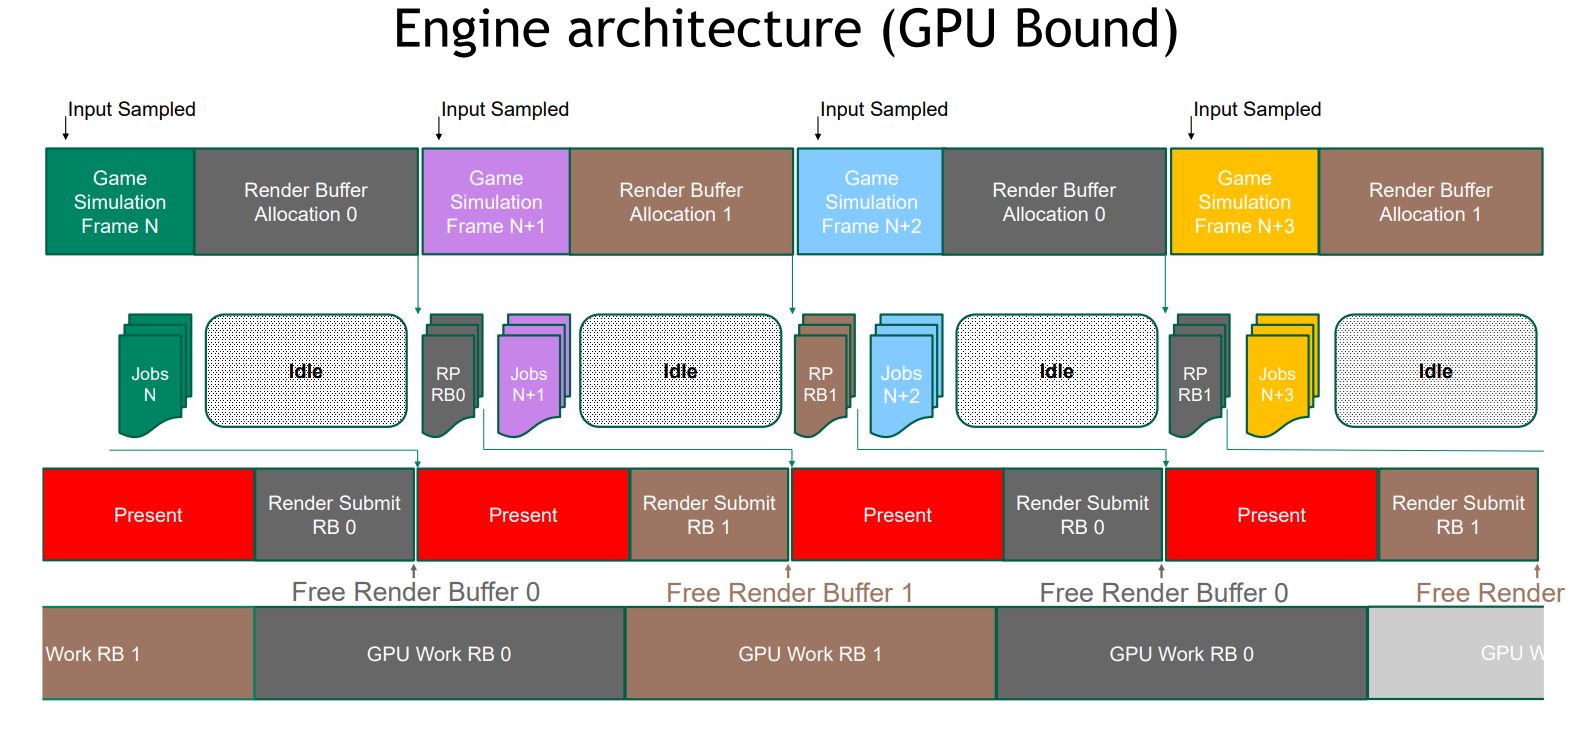 Engine architecture (GPU Bound)
Input Sampled
Input Sampled
Input Sampled
Input Sampled
Game
Simulation
Frame N
Render Buffer
Allocation 0
Game
Simulation
Frame N+1
Render Buffer
Allocation 1
Game
Simulation
Frame N+2
Render Buffer
Allocation 0
Game
Simulation
Frame N+3
Render Buffer
Allocation 1
Jobs
N
Idle
RP
RB0
Jobs
N+1
Idle
RP
RB1
Jobs
N+2
Idle
RP
RB1
Jobs
N+3
Idle
Present
Render Submit
RB 0
Present
Render Submit
RB 1
Present
Render Submit
RB 0
Present
Render Submit
RB 1
Free Render Buffer 0
Free Render Buffer 1
Free Render Buffer 0
Free Render
Work RB 1
GPU Work RB 0
GPU Work RB 1
GPU Work RB 0
GPU W